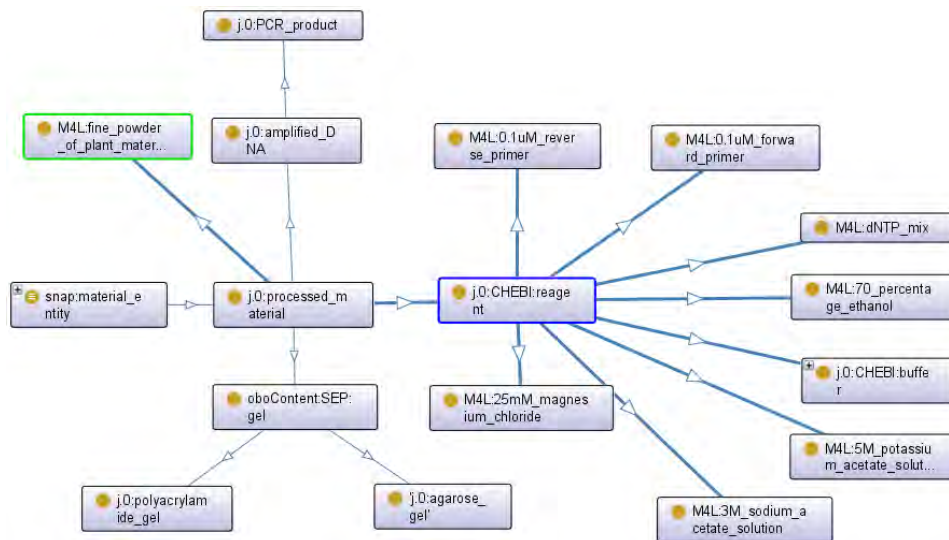 j.0:PCR_product
M4L:fine_powder
_of_plant_mater...
j.0:amplified_D
NA
M4L:0.1uM_rever
se_primer
M4L:0.1uM_forwa
rd_primer
M4L:dNTP_mix
snap:material_e
ntity
j.0:processed_m
aterial
j.0:CHEBI:reage
nt
M4L:70_percenta
ge_ethanol
j.0:CHEBI:buffe
r
oboContent:SEP:
gel
M4L:25mM_magnes
ium_chloride
M4L:5M_potassiu
m_acetate_solut...
j.0:polyacrylam
ide_gel
'j.0:agarose_
gel'
M4L:3M_sodium_a
cetate_solution